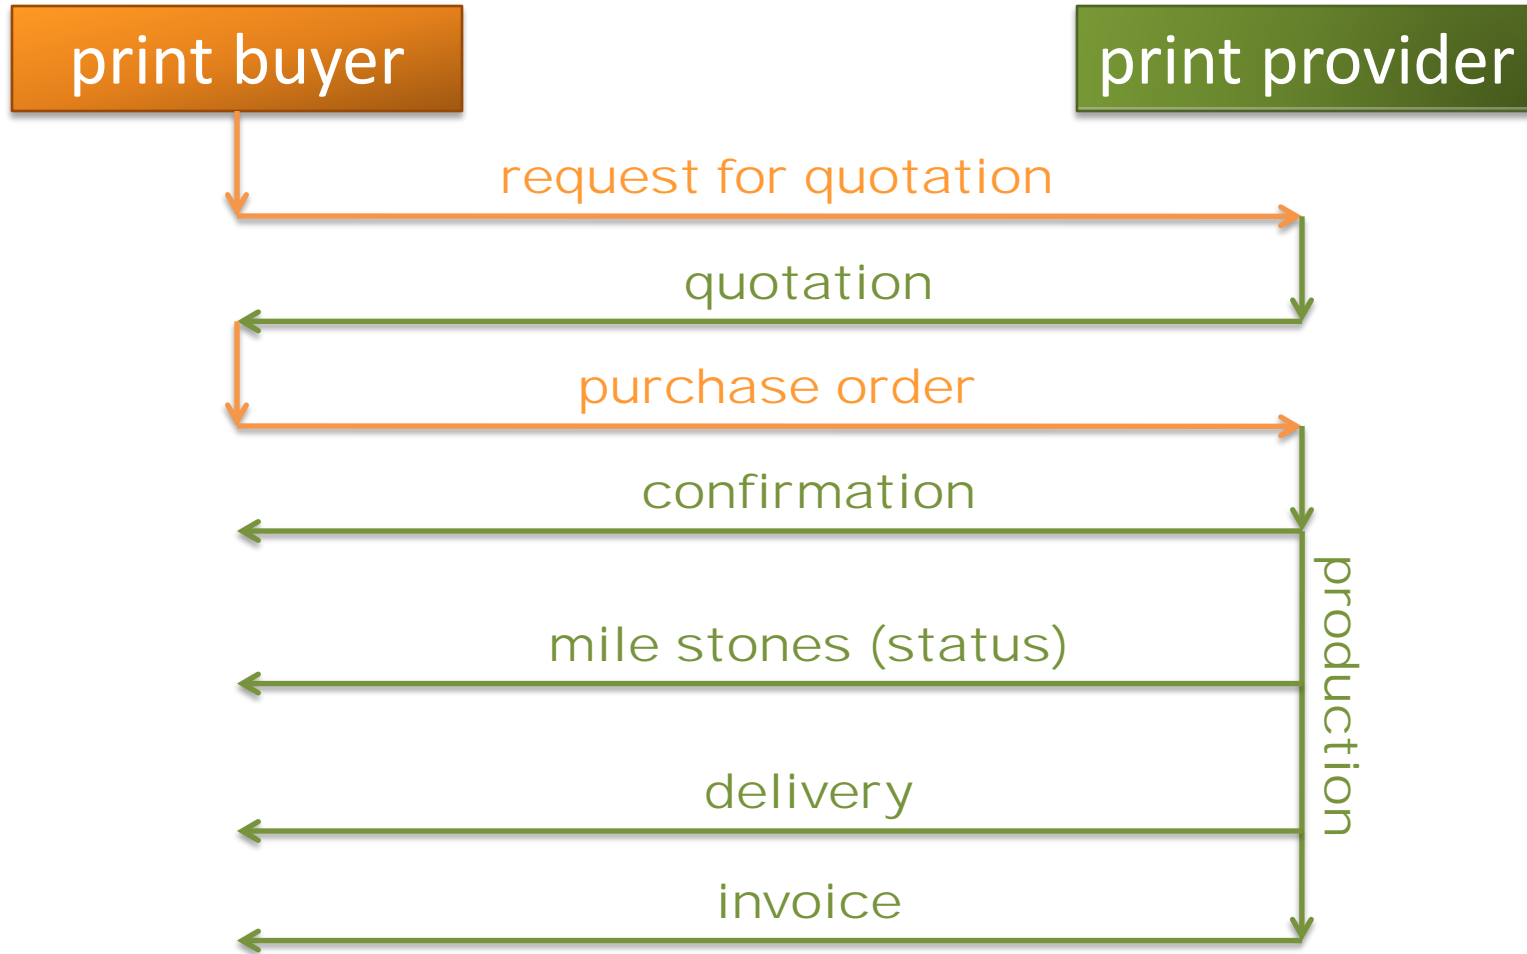 print buyer
print provider
request for quotation
quotation
purchase order
confirmation
production
mile stones (status)
delivery
invoice